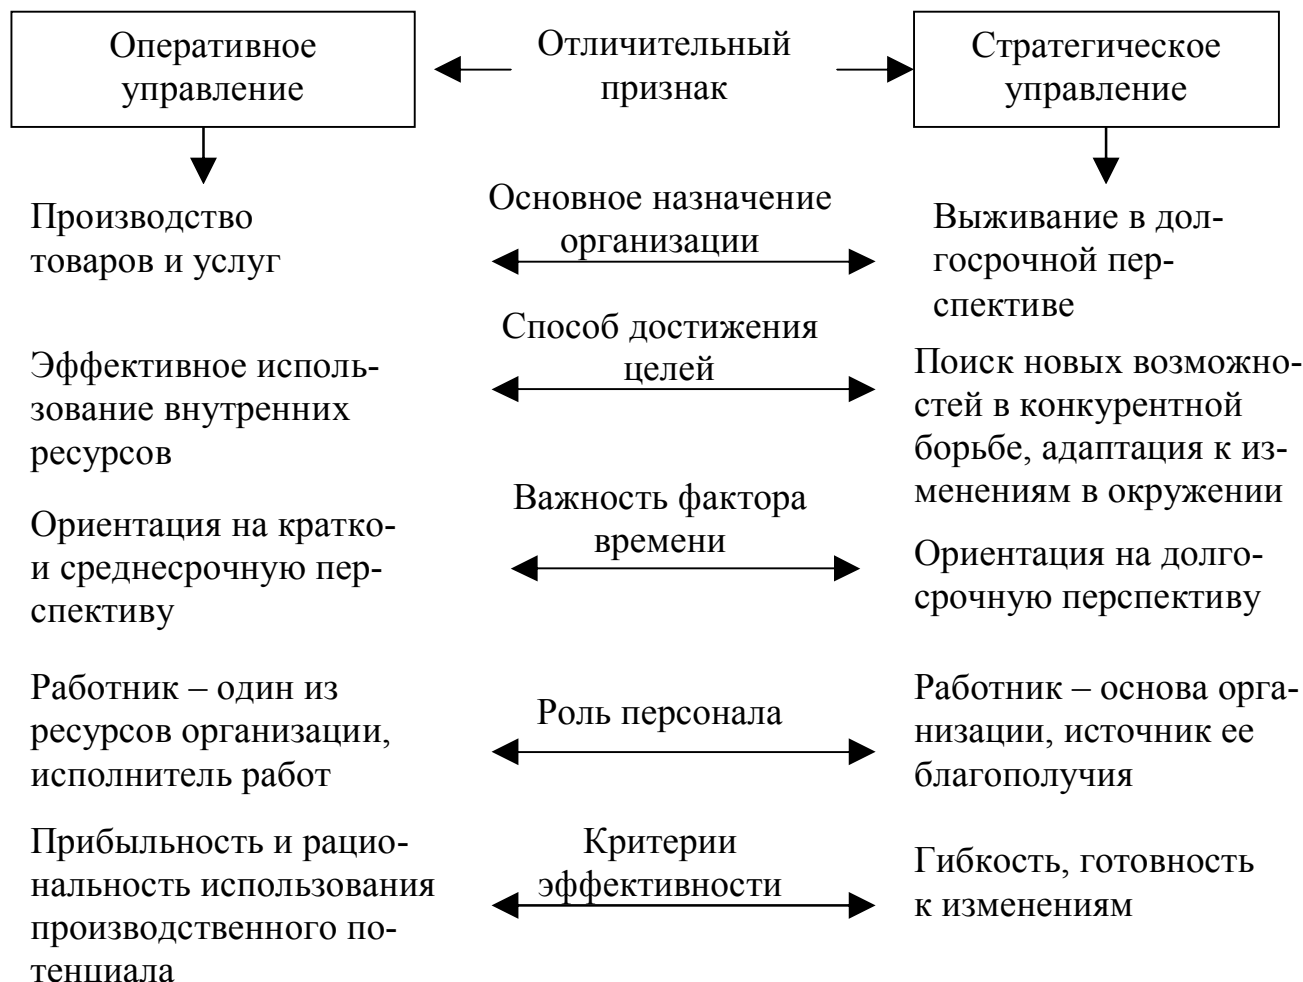 Оперативное
управление
Отличительный
признак
Стратегическое
управление
Производство
товаров и услуг
Основное назначение
организации
Выживание в дол-
госрочной пер-
спективе
Эффективное исполь-
зование внутренних
ресурсов
Способ достижения
целей
Поиск новых возможно-
стей в конкурентной
борьбе, адаптация к из-
менениям в окружении
Ориентация на кратко-
и среднесрочную пер-
спективу
Важность фактора
времени
Ориентация на долго-
срочную перспективу
Работник – один из
ресурсов организации,
исполнитель работ
Роль персонала
Работник – основа орга-
низации, источник ее
благополучия
Прибыльность и рацио-
нальность использования
производственного по-
тенциала
Критерии
эффективности
Гибкость, готовность
к изменениям